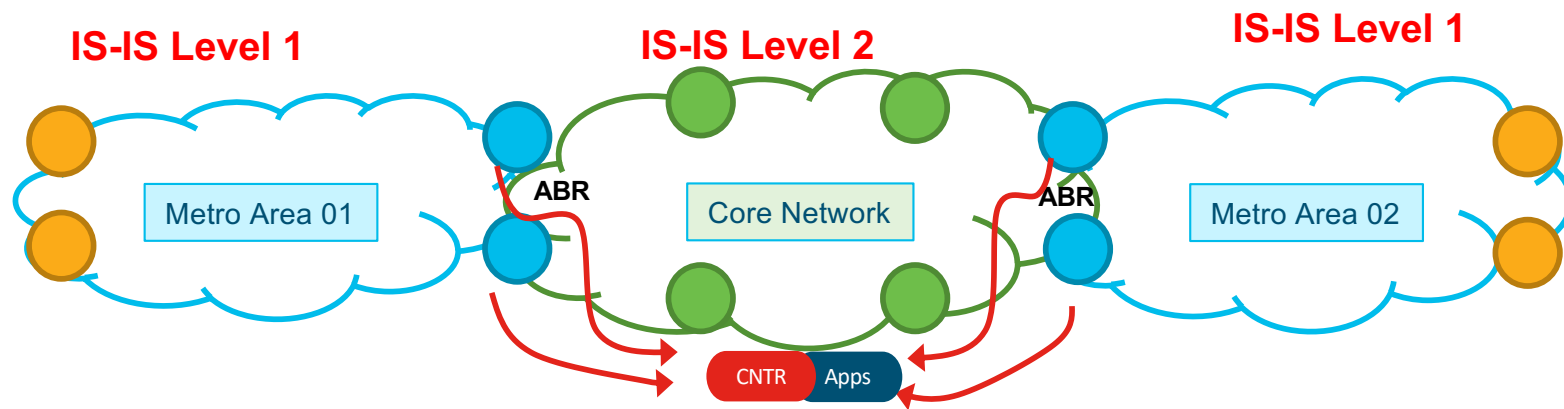 IS-IS Level 1
IS-IS Level 2
IS-IS Level 1
ABR
ABR
Metro Area 01
Core Network
Metro Area 02
CNTR
Apps